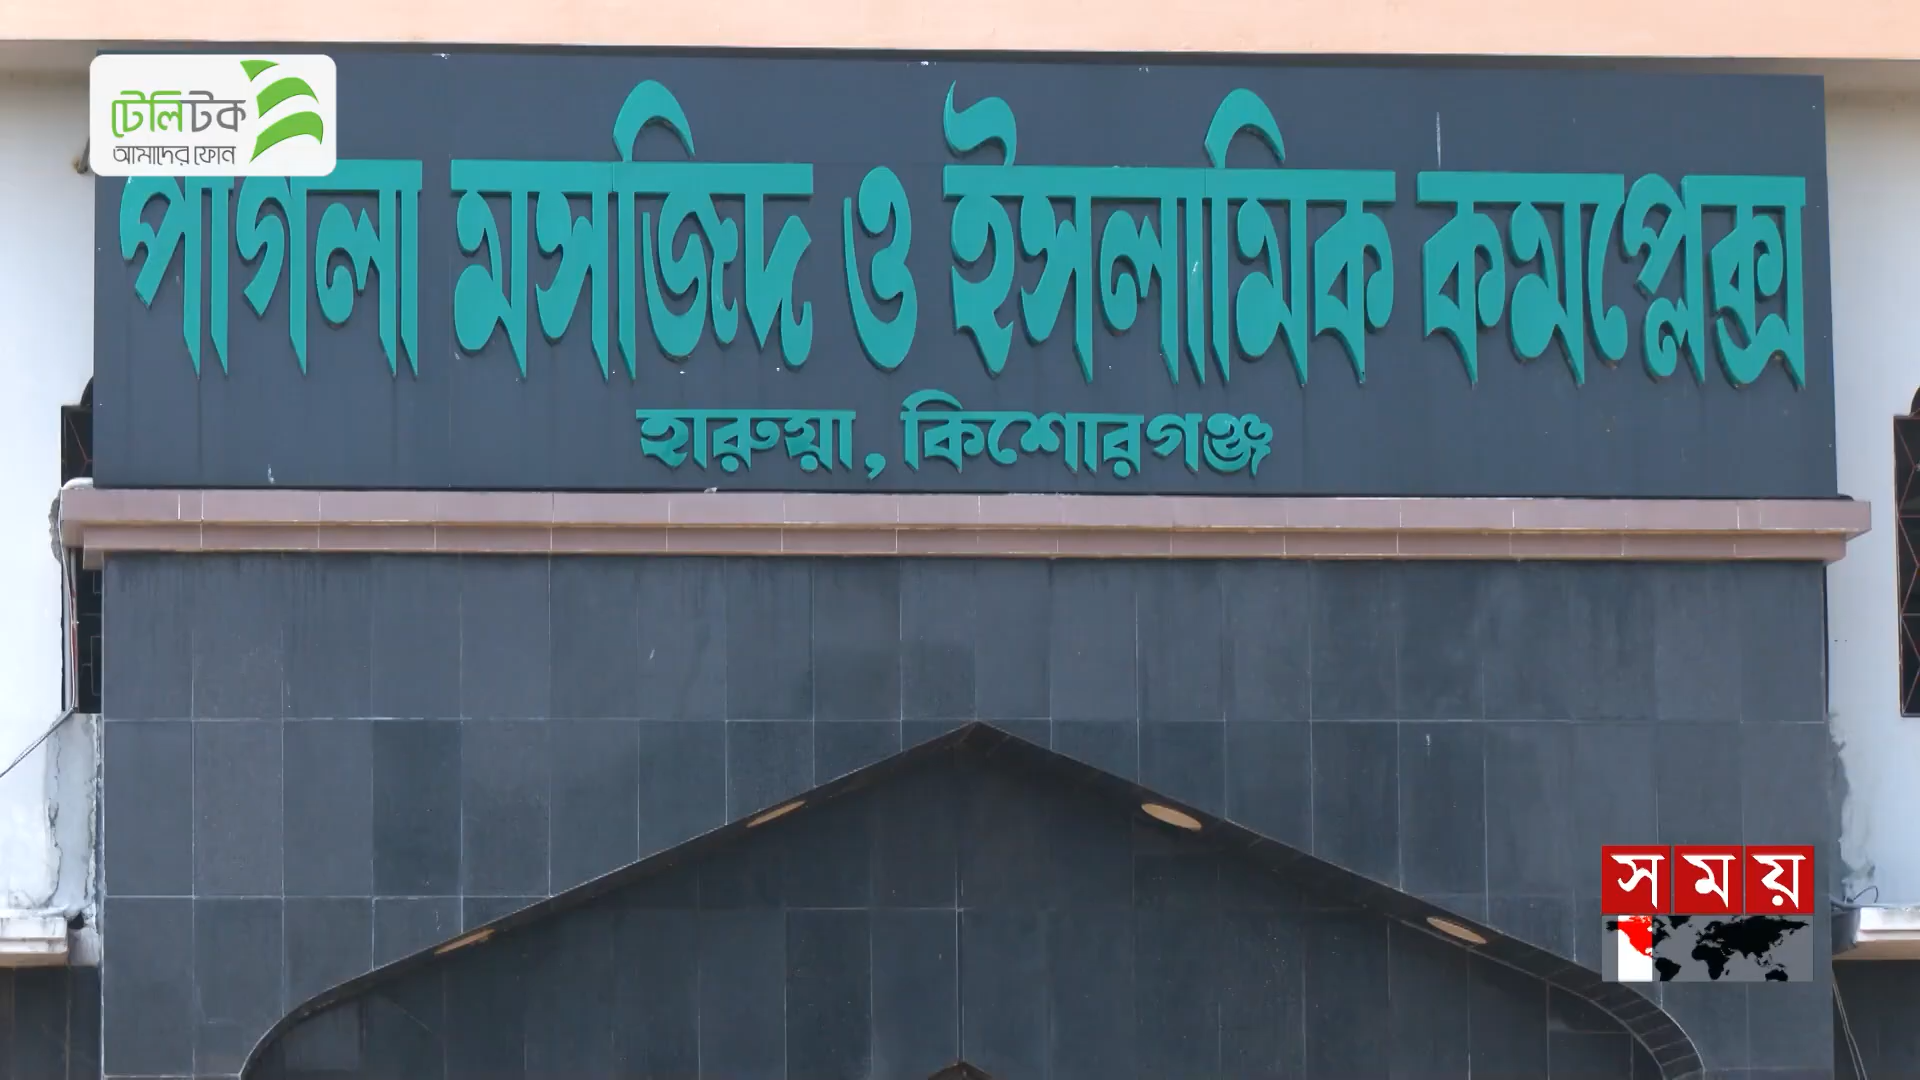 টেলিটক
আমাদের ফোন
পাগলা মসজিদ ও ইসলামিক কমপ্লেক্স
হারুয়া, কিশোরগঞ্জ
সময়